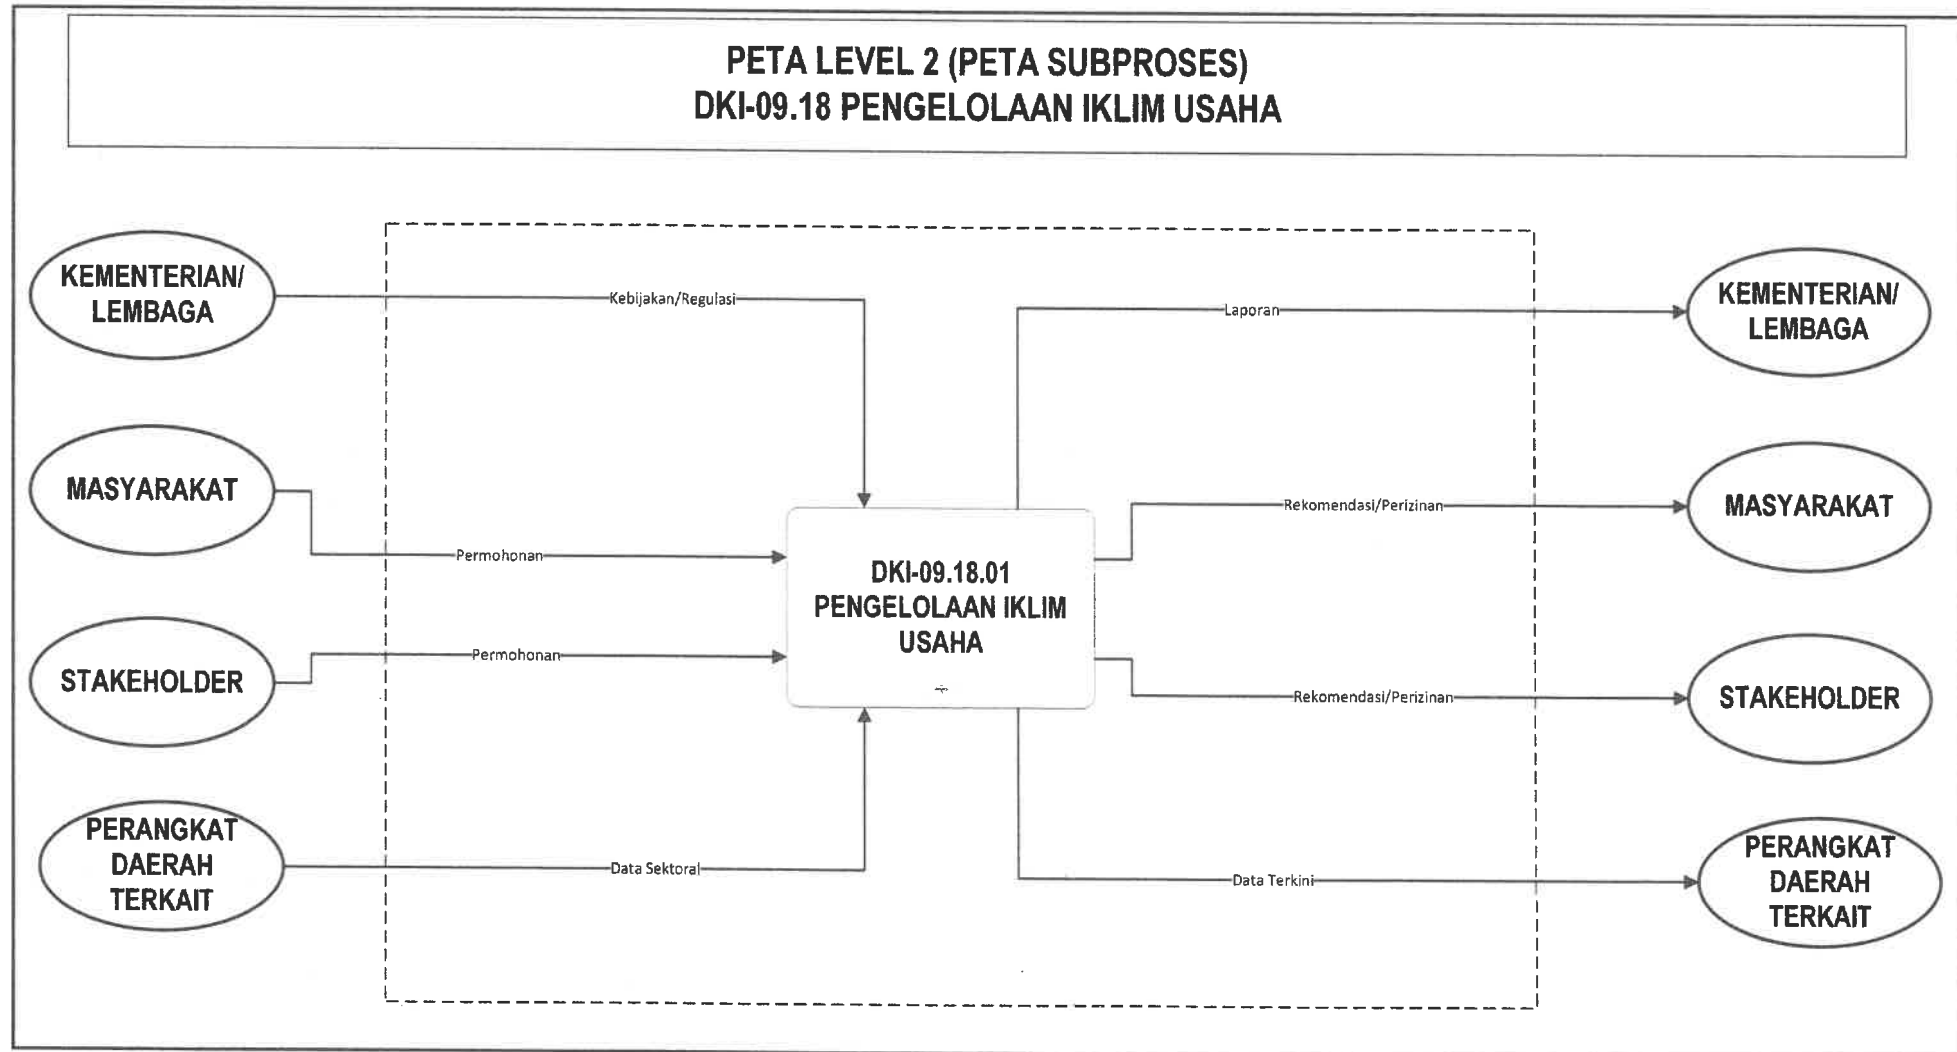 PETA LEVEL 2 (PETA SUBPROSES)
DKI-09.18 PENGELOLAAN IKLIM USAHA
KEMENTERIAN/
LEMBAGA
Kebijakan/Regulasi
Laporan
KEMENTERIAN/
LEMBAGA
MASYARAKAT
Permohonan
Rekomendasi/Perizinan
MASYARAKAT
DKI-09.18.01
PENGELOLAAN IKLIM
USAHA
STAKEHOLDER
Permohonan
Rekomendasi/Perizinan
STAKEHOLDER
PERANGKAT
DAERAH
TERKAIT
Data Sektoral
Data Terkini
PERANGKAT
DAERAH
TERKAIT